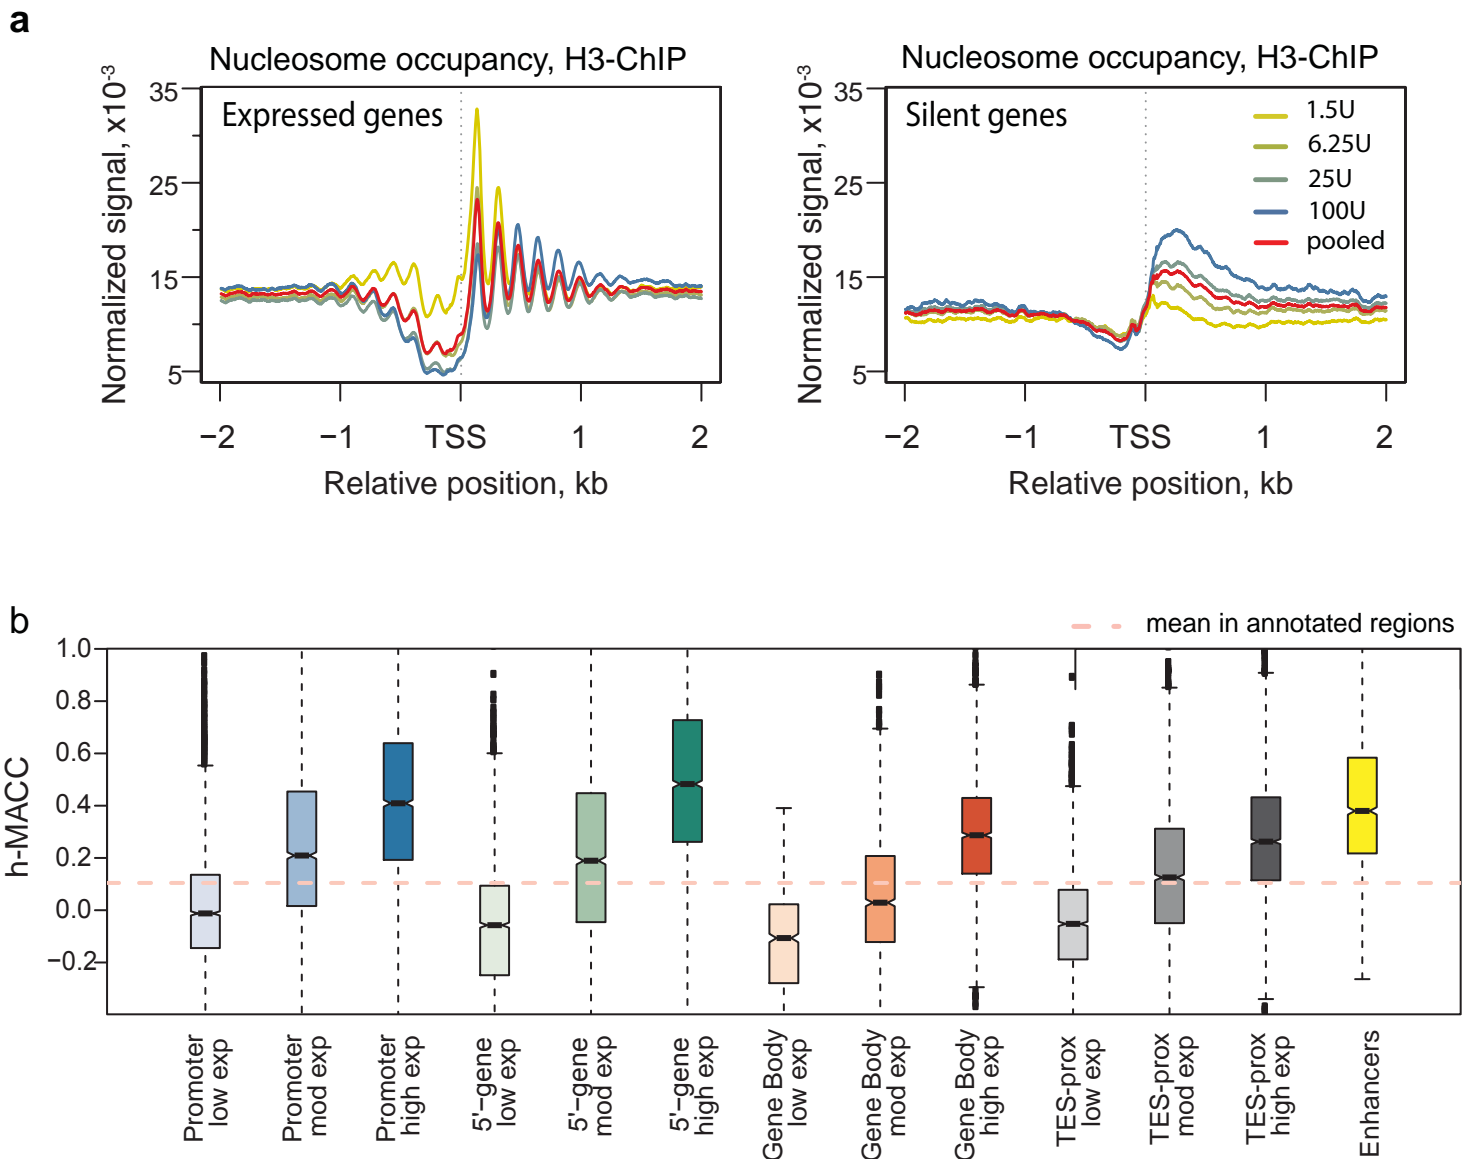 a
Nucleosome occupancy, H3-ChIP
Normalized signal, x10-3
35
25
15
5
Expressed genes
−2
−1
TSS
1
2
Relative position, kb
Nucleosome occupancy, H3-ChIP
Normalized signal, x10-3
35
25
15
5
Silent genes
1.5U
6.25U
25U
100U
pooled
−2
−1
TSS
1
2
Relative position, kb
b
mean in annotated regions
h-MACC
1.0
0.8
0.6
0.4
0.2
0.0
−0.2
Promoter
low exp
Promoter
mod exp
Promoter
high exp
5'−gene
low exp
5'−gene
mod exp
5'−gene
high exp
Gene Body
low exp
Gene Body
mod exp
Gene Body
high exp
TES-prox
low exp
TES-prox
mod exp
TES-prox
high exp
Enhancers